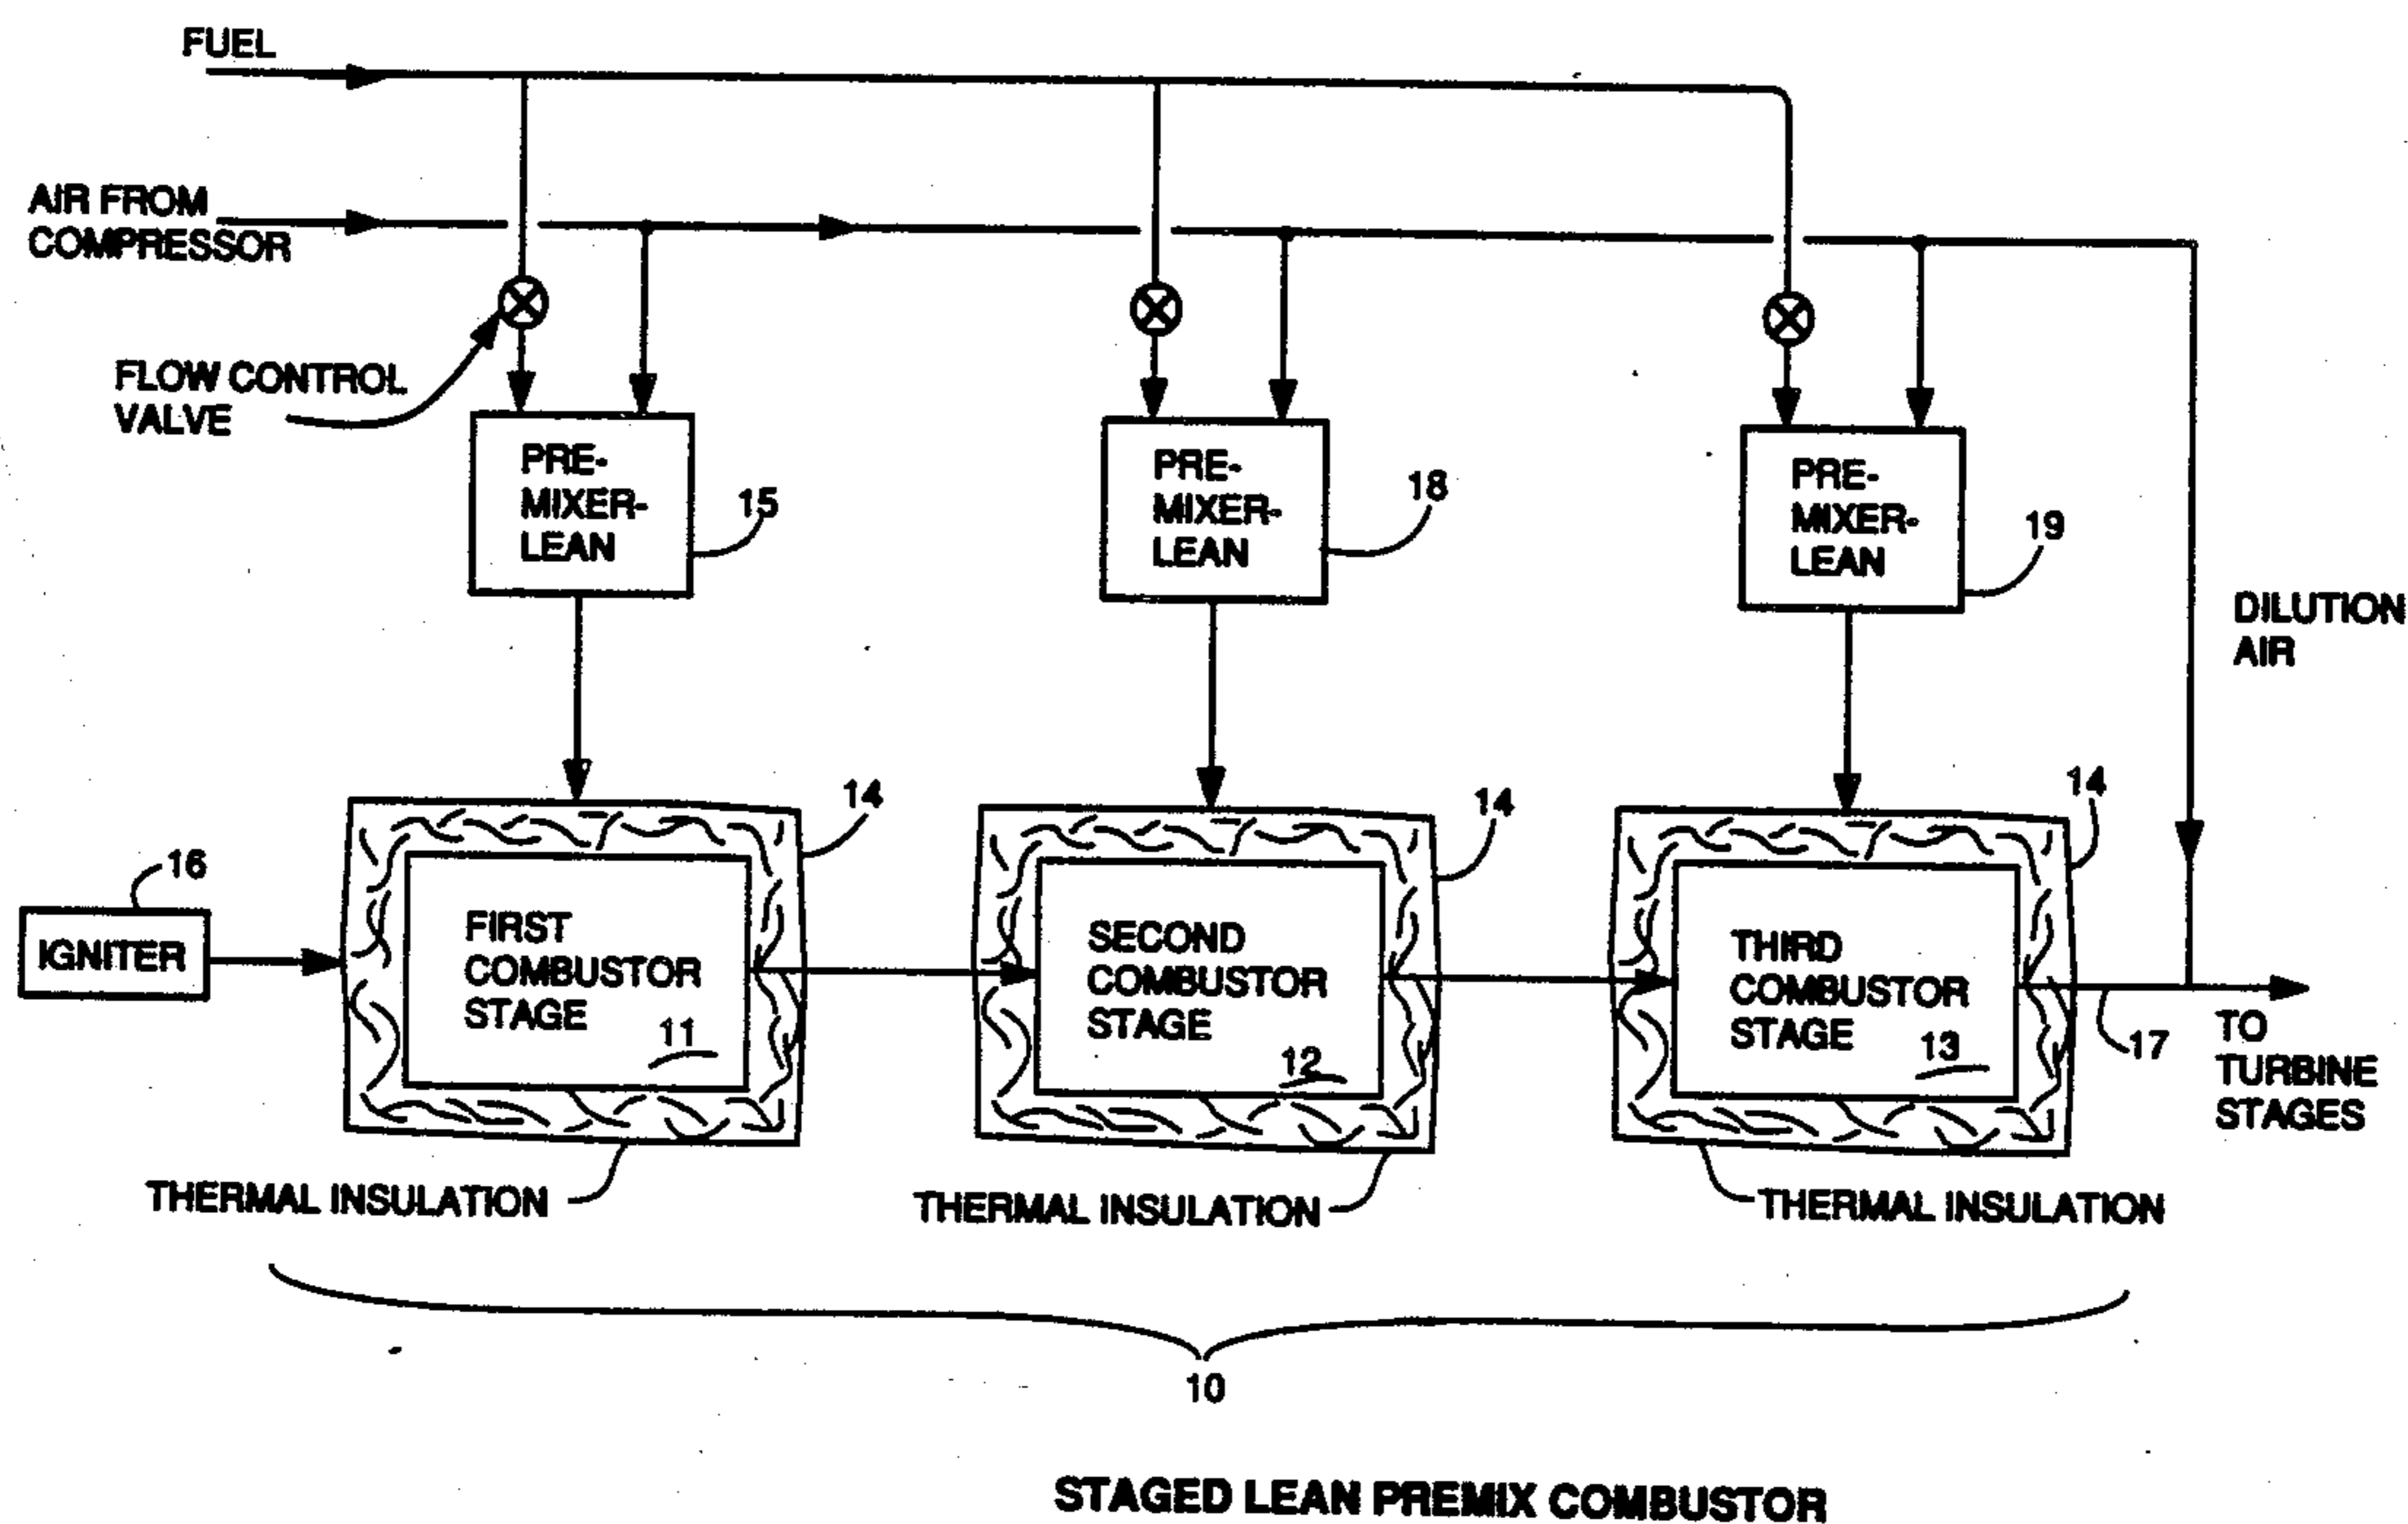 FUEL
AIR FROM
COMPRESSOR
FLOW CONTROL
VALVE
PRE-
MIXER-
LEAN
15
PRE-
MIXER-
LEAN
18
PRE-
MIXER-
LEAN
19
DILUTION
AIR
14
14
14
16
IGNITER
FIRST
COMBUSTOR
STAGE
11
SECOND
COMBUSTOR
STAGE
12
THIRD
COMBUSTOR
STAGE
13
17
TO
TURBINE
STAGES
THERMAL INSULATION
THERMAL INSULATION
THERMAL INSULATION
10
STAGED LEAN PREMIX COMBUSTOR